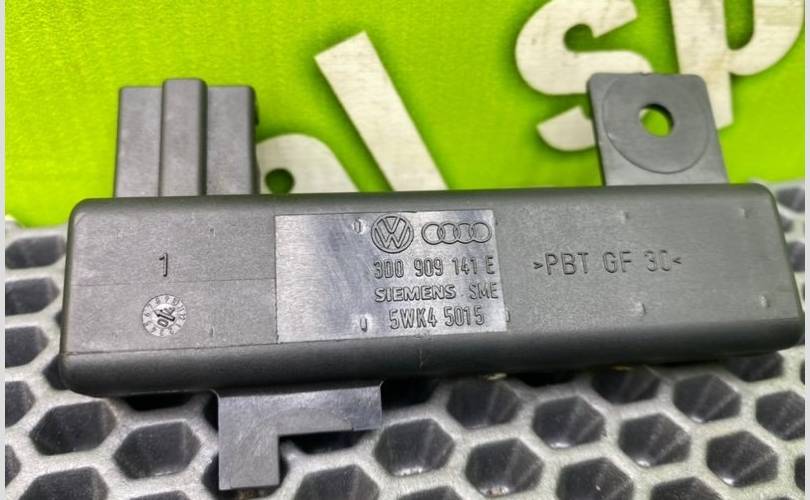 1
3D0 909 141 E
SIEMENS SME
5WK4 5015
>PBT GF 30<